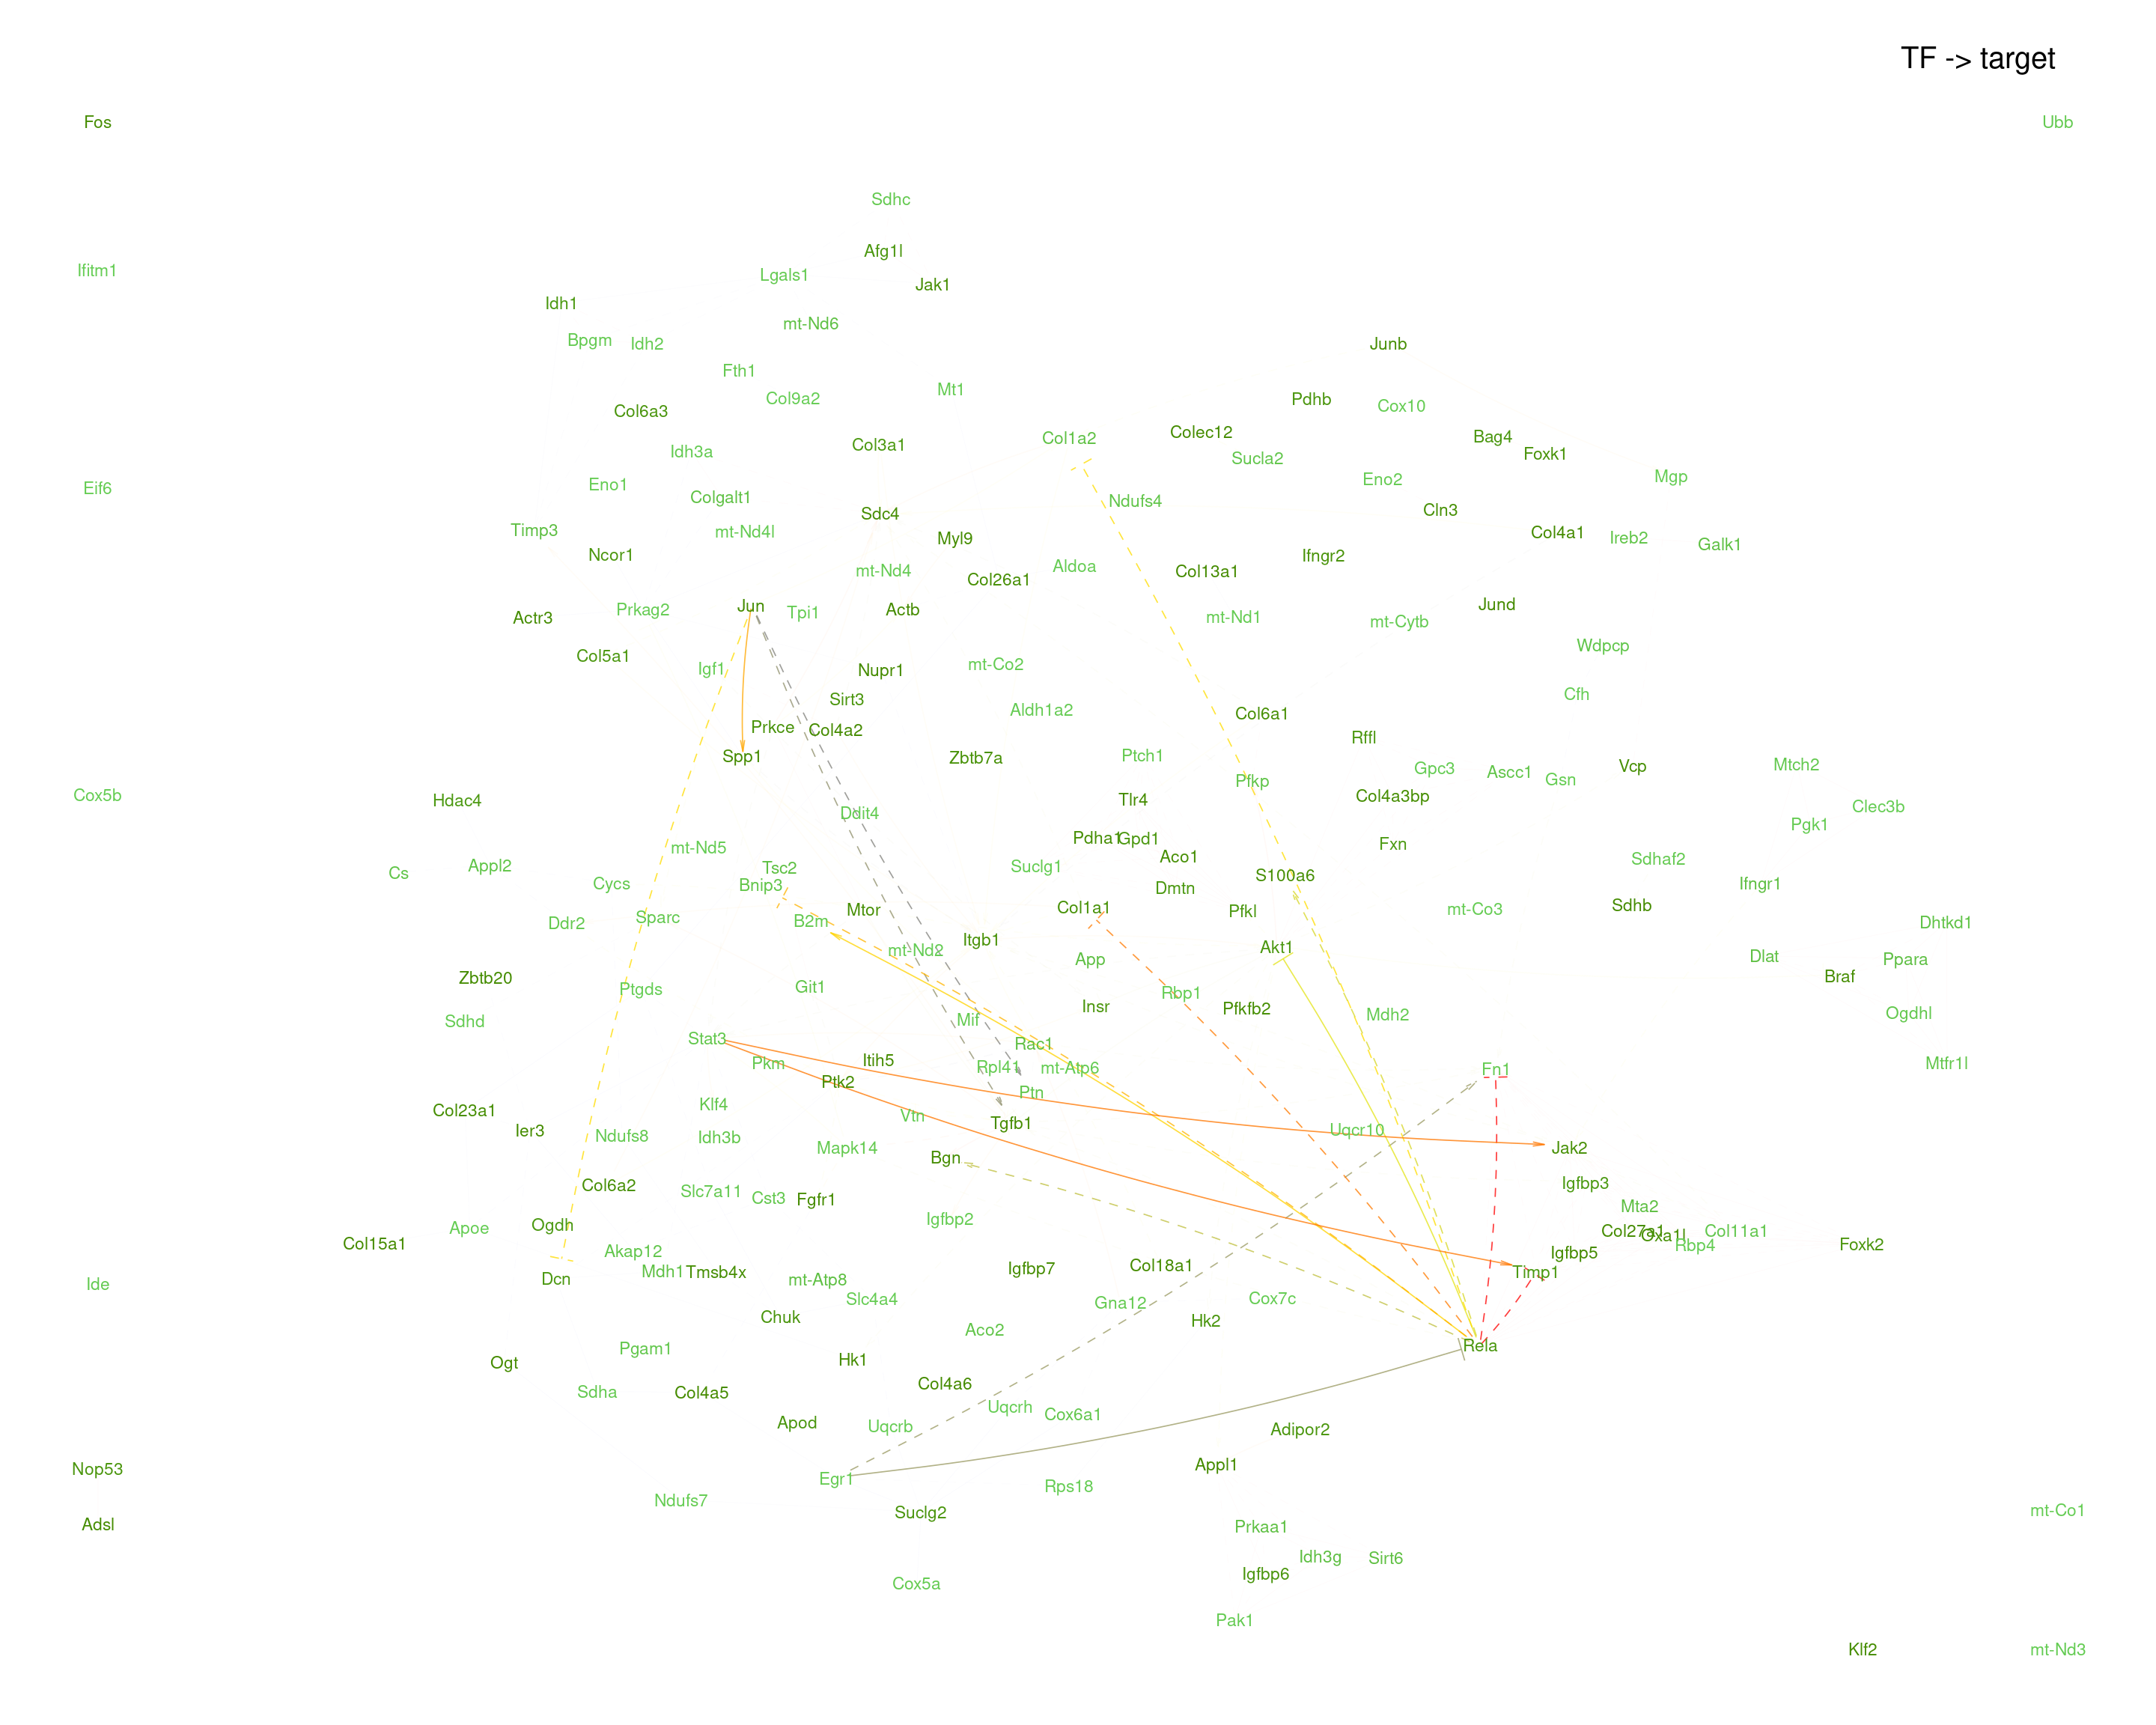 TF -> target
Fos
Ubb
Sdhc
Afg1l
Ifitm1
Lgals1
Jak1
Idh1
mt-Nd6
Bpgm
Idh2
Junb
Fth1
Mt1
Col9a2
Pdhb
Cox10
Col6a3
Colec12
Col1a2
Bag4
Col3a1
Idh3a
Foxk1
Sucla2
Mgp
Eno2
Eno1
Eif6
Colgalt1
Ndufs4
Cln3
Sdc4
Timp3
mt-Nd4l
Col4a1
Myl9
Ireb2
Galk1
Ncor1
Ifngr2
Aldoa
mt-Nd4
Col13a1
Col26a1
Jund
Jun
Prkag2
Tpi1
Actb
Actr3
mt-Nd1
mt-Cytb
Wdpcp
Col5a1
mt-Co2
Igf1
Nupr1
Cfh
Sirt3
Aldh1a2
Col6a1
Prkce
Col4a2
Rffl
Spp1
Zbtb7a
Ptch1
Mtch2
Vcp
Gpc3
Ascc1
Gsn
Pfkp
Cox5b
Col4a3bp
Hdac4
Tlr4
Clec3b
Ddit4
Pgk1
Pdha1
Gpd1
Fxn
mt-Nd5
Aco1
Sdhaf2
Appl2
Suclg1
Tsc2
Cs
S100a6
Cycs
Bnip3
Ifngr1
Dmtn
Sdhb
Col1a1
mt-Co3
Mtor
Pfkl
Sparc
B2m
Ddr2
Dhtkd1
Itgb1
Akt1
mt-Nd2
Dlat
App
Ppara
Braf
Zbtb20
Git1
Ptgds
Rbp1
Insr
Pfkfb2
Ogdhl
Mdh2
Mif
Sdhd
Stat3
Rac1
Itih5
Pkm
Mtfr1l
Rpl41
mt-Atp6
Fn1
Ptk2
Ptn
Klf4
Col23a1
Vtn
Tgfb1
Ier3
Uqcr10
Ndufs8
Idh3b
Mapk14
Jak2
Bgn
Igfbp3
Col6a2
Slc7a11
Cst3
Fgfr1
Mta2
Igfbp2
Ogdh
Apoe
Col27a1
Col11a1
Oxa1l
Col15a1
Rbp4
Foxk2
Akap12
Igfbp5
Col18a1
Igfbp7
Mdh1
Tmsb4x
Timp1
Dcn
mt-Atp8
Ide
Slc4a4
Cox7c
Gna12
Chuk
Hk2
Aco2
Rela
Pgam1
Hk1
Ogt
Col4a6
Sdha
Col4a5
Uqcrh
Cox6a1
Apod
Uqcrb
Adipor2
Appl1
Nop53
Egr1
Rps18
Ndufs7
mt-Co1
Suclg2
Adsl
Prkaa1
Idh3g
Sirt6
Igfbp6
Cox5a
Pak1
Klf2
mt-Nd3